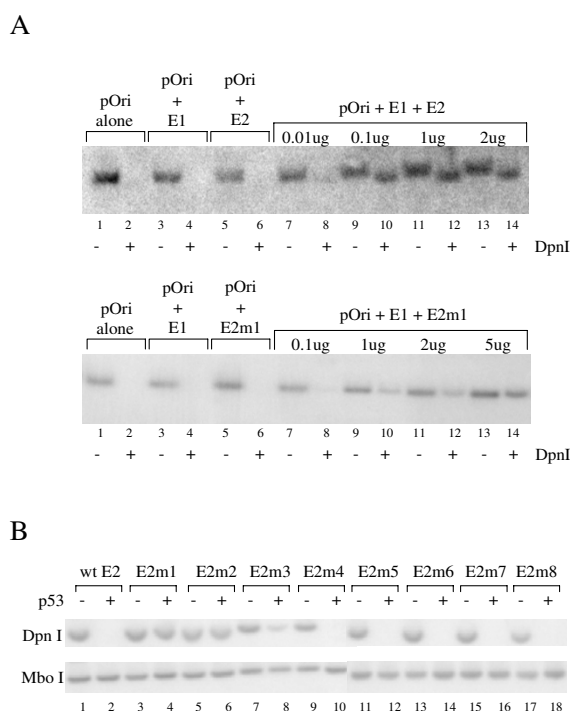 A
pOri pOri
+ +
pOri E1 E2 pOri + E1 + E2
alone
0.01ug 0.1ug 1ug 2ug
1 2 3 4 5 6 7 8 9 10 11 12 13 14
- + - + - + - + - + - + - + DpnI
pOri pOri
+ +
pOri E1 E2m1 pOri + E1 + E2m1
alone
0.1ug 1ug 2ug 5ug
1 2 3 4 5 6 7 8 9 10 11 12 13 14
- + - + - + - + - + - + - + DpnI
B
wt E2 E2m1 E2m2 E2m3 E2m4 E2m5 E2m6 E2m7 E2m8
p53 - + - + - + - + - + - + - + - + - +
Dpn I
Mbo I
1 2 3 4 5 6 7 8 9 10 11 12 13 14 15 16 17 18